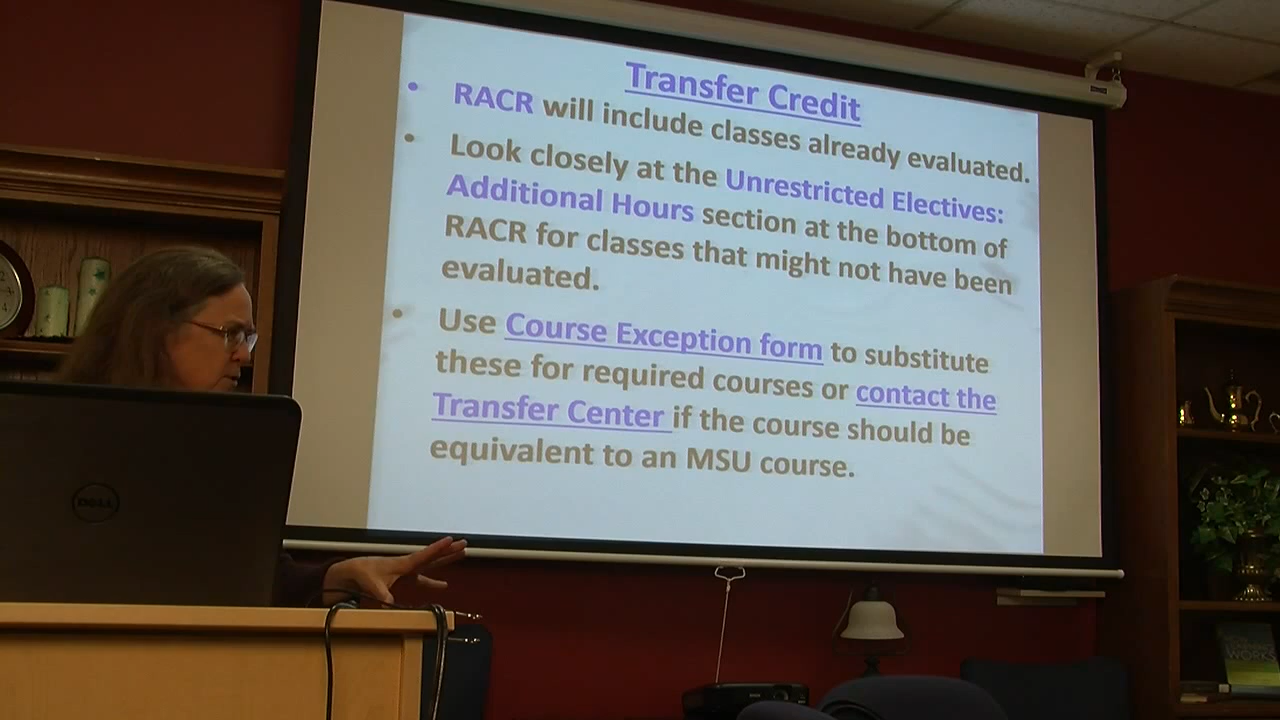 Transfer Credit
• RACR will include classes already evaluated.
• Look closely at the Unrestricted Electives:
Additional Hours section at the bottom of
RACR for classes that might not have been
evaluated.
• Use Course Exception form to substitute
these for required courses or contact the
Transfer Center if the course should be
equivalent to an MSU course.
DELL
WORKS